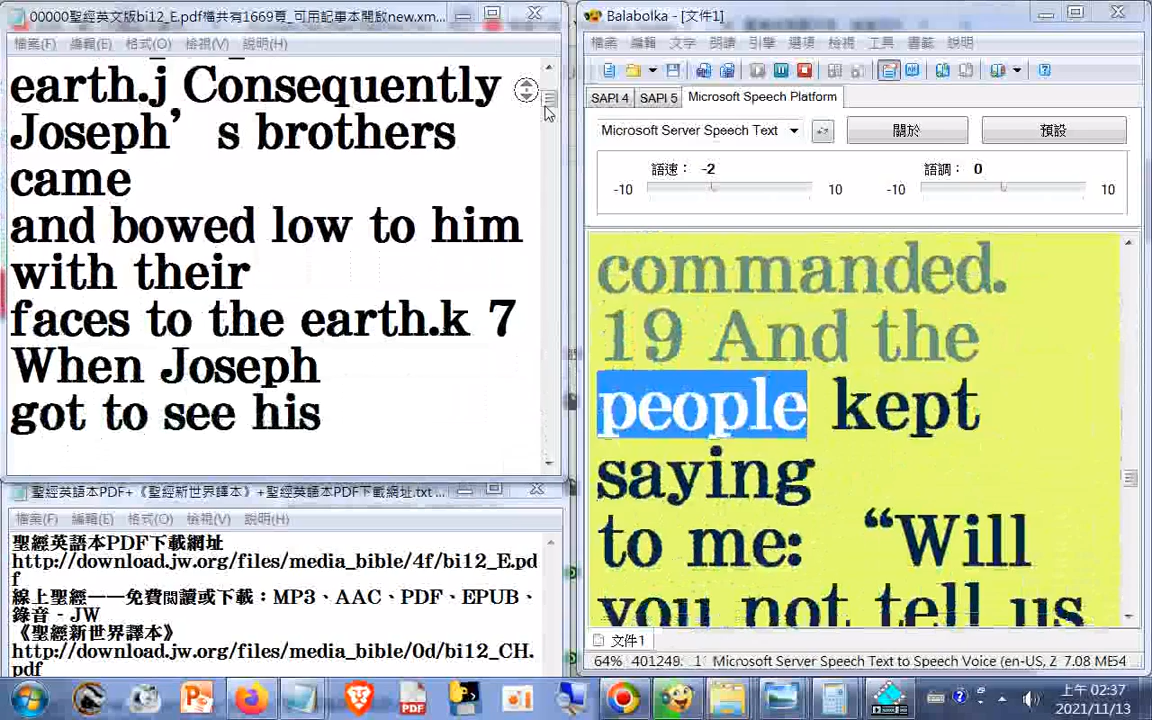 00000聖經英文版bi12_E.pdf檔共有1669頁_可用記事本開啟new.xm...
檔案(F) 編輯(E) 格式(O) 檢視(V) 說明(H)
earth.j Consequently
Joseph’s brothers
came
and bowed low to him
with their
faces to the earth.k 7
When Joseph
got to see his
聖經英語本PDF+《聖經新世界譯本》+聖經英語本PDF下載網址.txt ...
檔案(F) 編輯(E) 格式(O) 檢視(V) 說明(H)
聖經英語本PDF下載網址
http://download.jw.org/files/media_bible/4f/bi12_E.pd
f
線上聖經——免費閱讀或下載：MP3、AAC、PDF、EPUB、
錄音 - JW
《聖經新世界譯本》
http://download.jw.org/files/media_bible/0d/bi12_CH.
pdf
Balabolka - [文件1]
檔案 編輯 文字 朗讀 引擎 選項 檢視 工具 書籤 說明
SAPI 4 SAPI 5 Microsoft Speech Platform
Microsoft Server Speech Text 關於 預設
語速： -2 語調： 0
-10 10 -10 10
commanded.
19 And the
people kept
saying
to me: “Will
you not tell us
文件1
64% 401249: Microsoft Server Speech Text to Speech Voice (en-US, Z 7.08 ME54
上午 02:37
2021/11/13